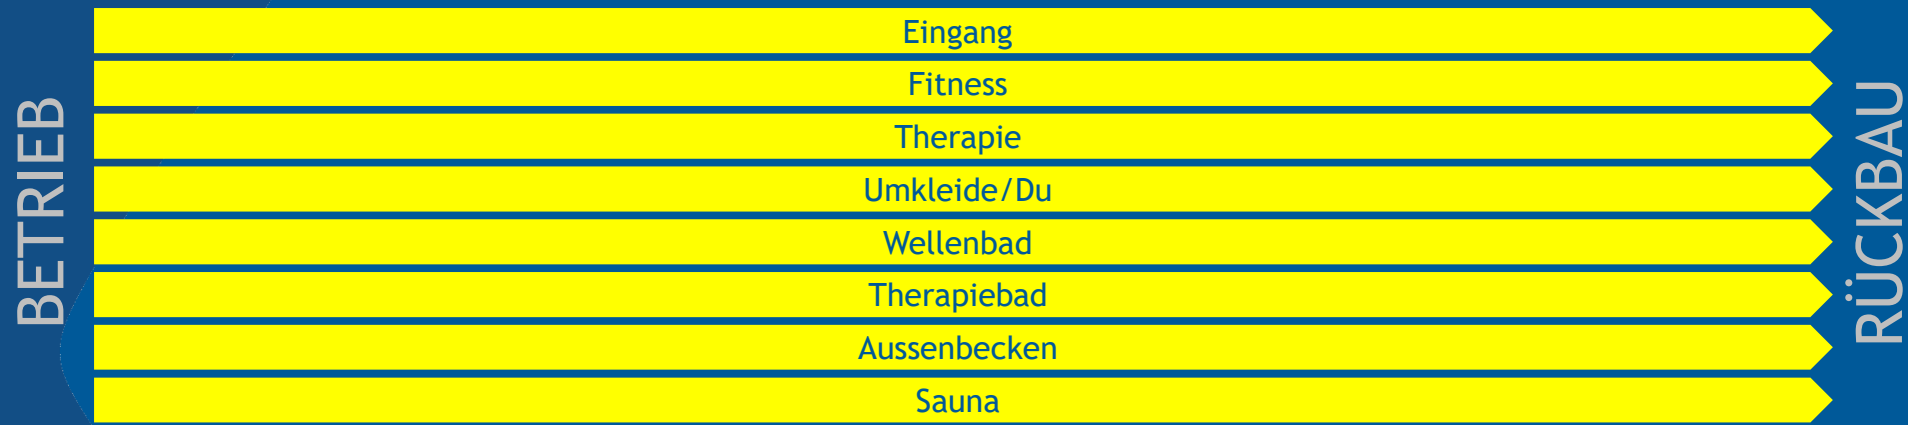 BETRIEB
Eingang
Fitness
Therapie
Umkleide/Du
Wellenbad
Therapiebad
Aussenbecken
Sauna
RÜCKBAU